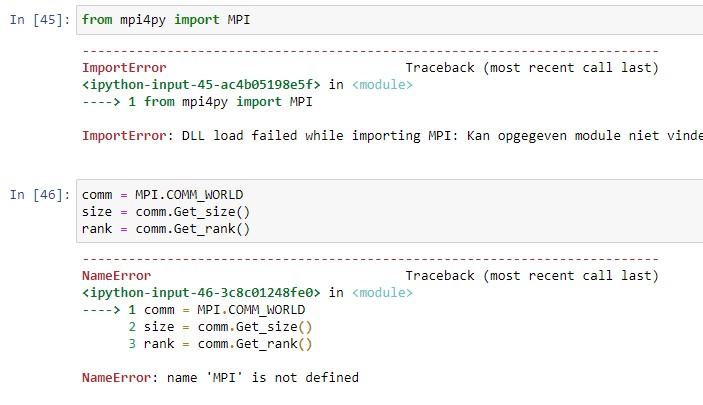 In [45]: from mpi4py import MPI
---------------------------------------------------------------------------
ImportError Traceback (most recent call last)
<ipython-input-45-ac4b05198e5f> in <module>
----> 1 from mpi4py import MPI
ImportError: DLL load failed while importing MPI: Kan opgegeven module niet vinde
In [46]: comm = MPI.COMM_WORLD
size = comm.Get_size()
rank = comm.Get_rank()
---------------------------------------------------------------------------
NameError Traceback (most recent call last)
<ipython-input-46-3c8c01248fe0> in <module>
----> 1 comm = MPI.COMM_WORLD
2 size = comm.Get_size()
3 rank = comm.Get_rank()
NameError: name 'MPI' is not defined